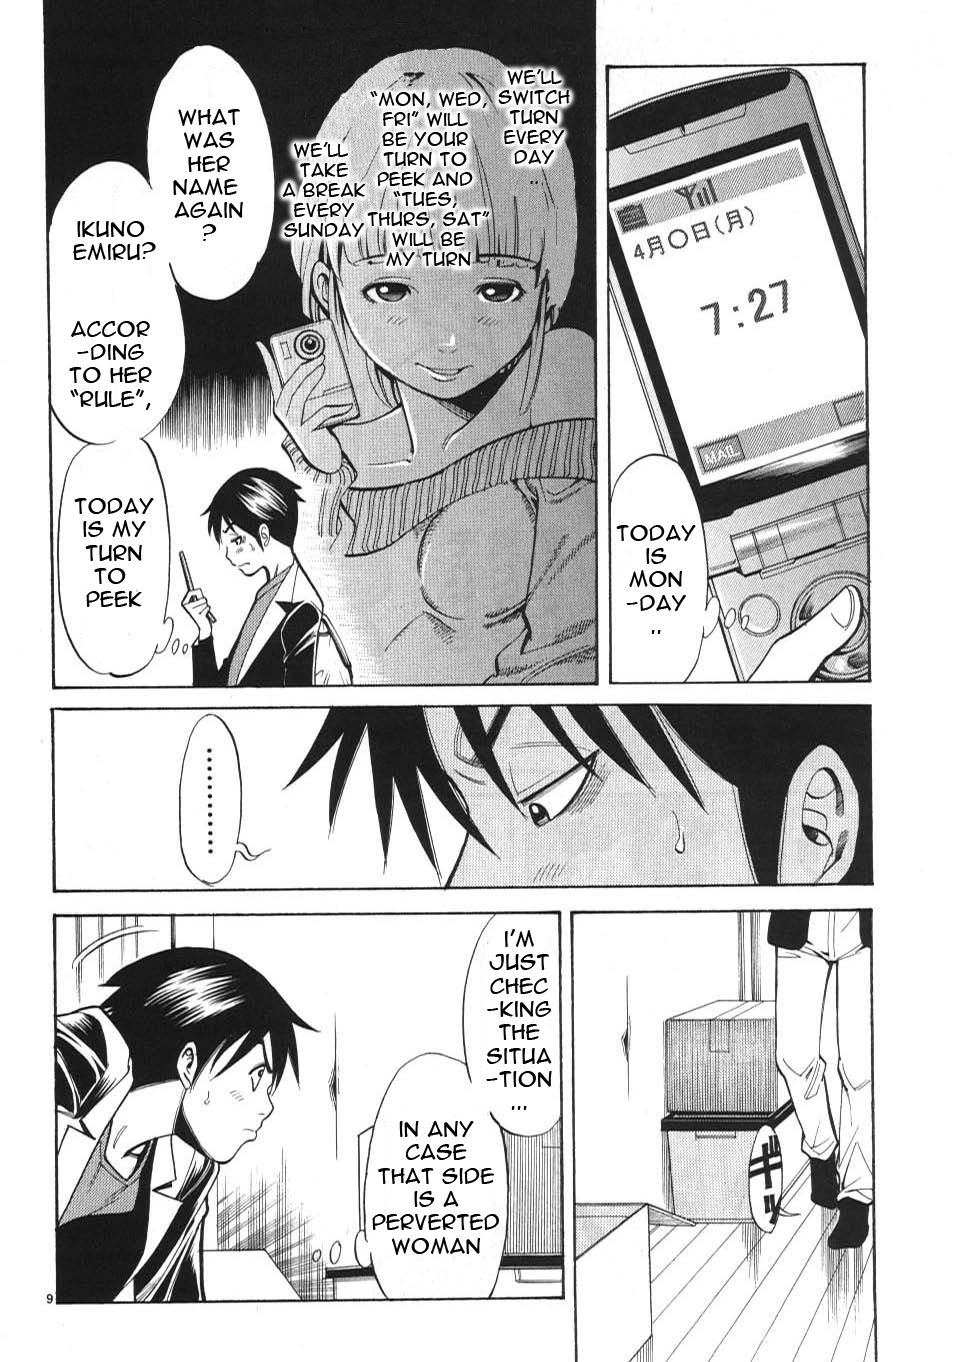 4月〇日(月)
7:27
MAIL
TODAY
IS
MON
-DAY
..
WE'LL
SWITCH
TURN
EVERY
DAY
..
"MON, WED,
FRI" WILL
BE YOUR
TURN TO
PEEK AND
"TUES,
THURS, SAT"
WILL BE
MY TURN
WE'LL
TAKE
A BREAK
EVERY
SUNDAY
WHAT
WAS
HER
NAME
AGAIN
?
IKUNO
EMIRU?
ACCOR
-DING
TO HER
"RULE",
TODAY
IS MY
TURN
TO
PEEK
..........
ギシ
I'M
JUST
CHEC
-KING
THE
SITUA
-TION
...
IN ANY
CASE
THAT SIDE
IS A
PERVERTED
WOMAN
9